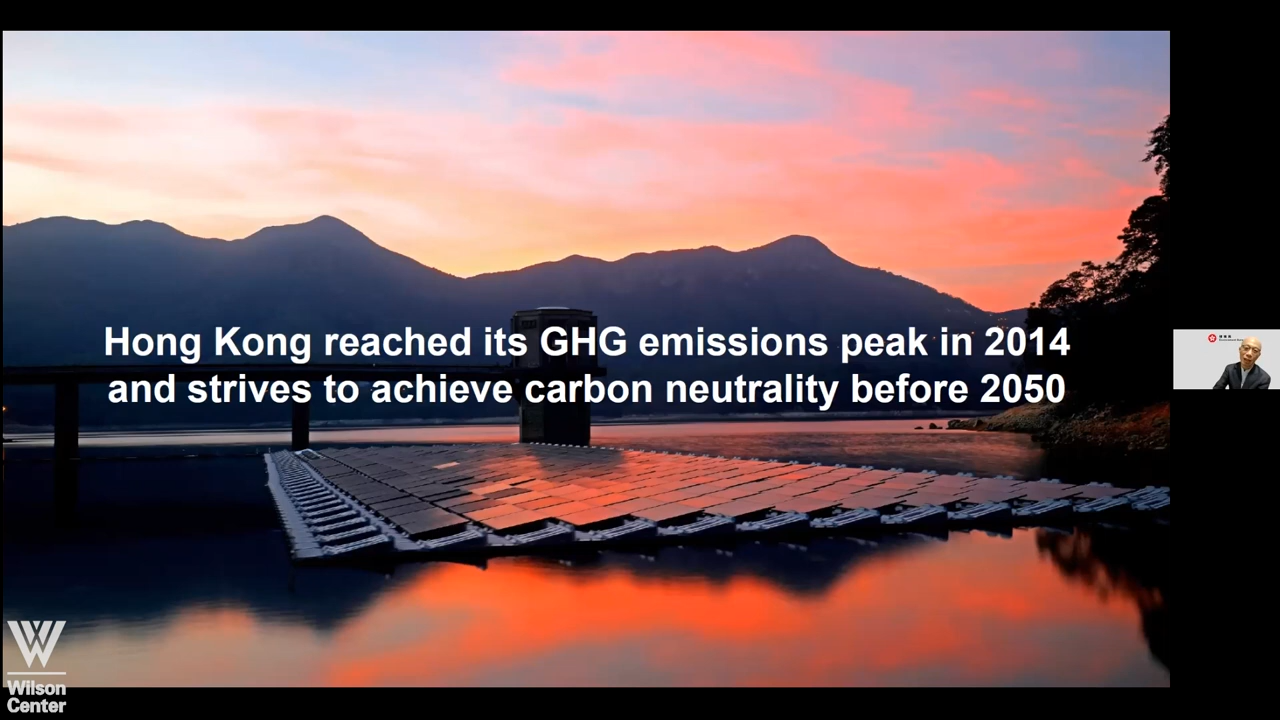 Hong Kong reached its GHG emissions peak in 2014
and strives to achieve carbon neutrality before 2050
Wilson
Center